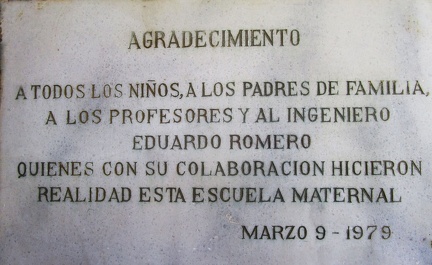 AGRADECIMIENTO
A TODOS LOS NIÑOS, A LOS PADRES DE FAMILIA,
A LOS PROFESORES Y AL INGENIERO
EDUARDO ROMERO
QUIENES CON SU COLABORACION HICIERON
REALIDAD ESTA ESCUELA MATERNAL
MARZO 9 - 1979